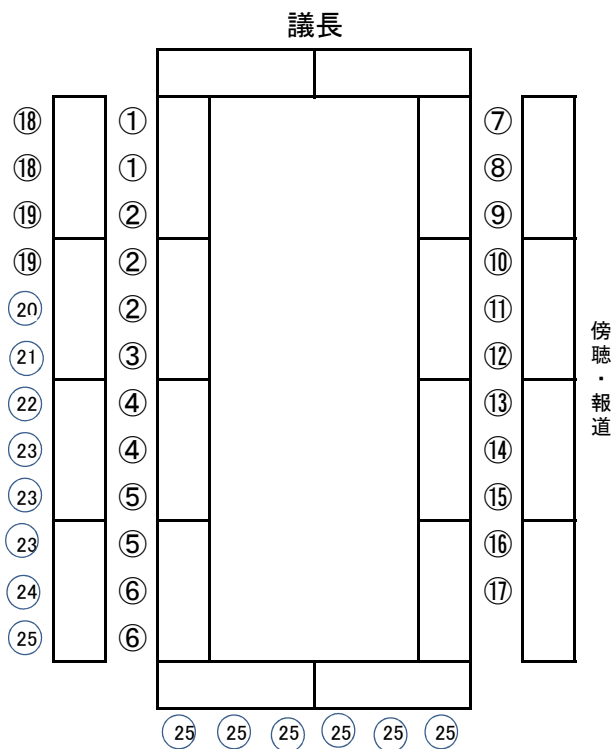 議長
⑱ ① ⑦
⑱ ① ⑧
⑲ ② ⑨
⑲ ② ⑩
⑳ ② ⑪
㉑ ③ ⑫
㉒ ④ ⑬
㉓ ④ ⑭
㉓ ⑤ ⑮
㉓ ⑤ ⑯
㉔ ⑥ ⑰
㉕ ⑥
傍聴・報道
㉕ ㉕ ㉕ ㉕ ㉕ ㉕